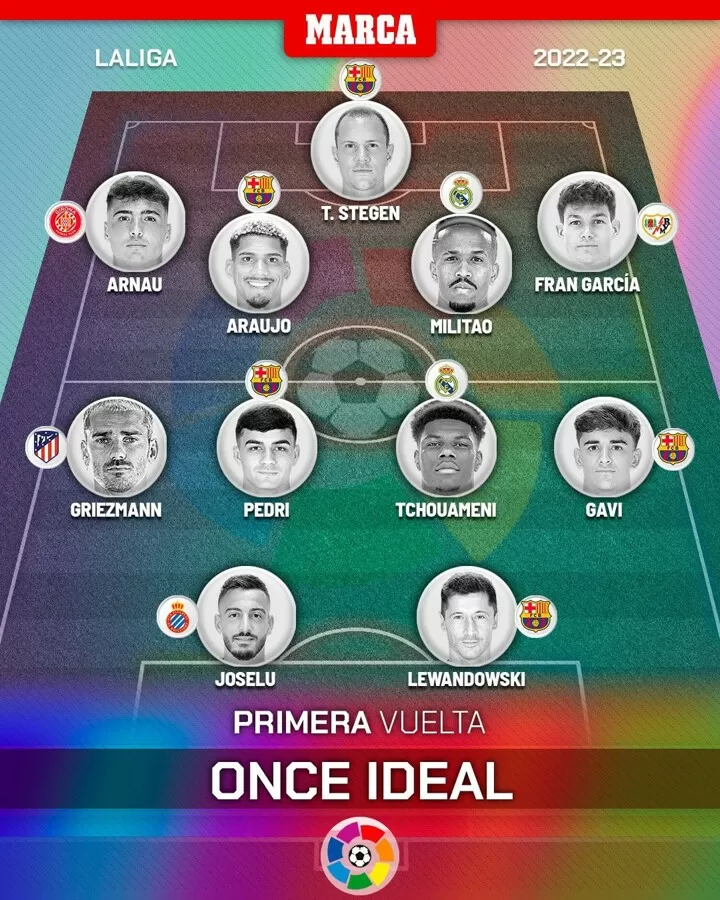 MARCA
LALIGA
2022-23
T. STEGEN
ARNAU
ARAUJO
MILITAO
FRAN GARCÍA
GRIEZMANN
PEDRI
TCHOUAMENI
GAVI
JOSELU
LEWANDOWSKI
PRIMERA VUELTA
ONCE IDEAL